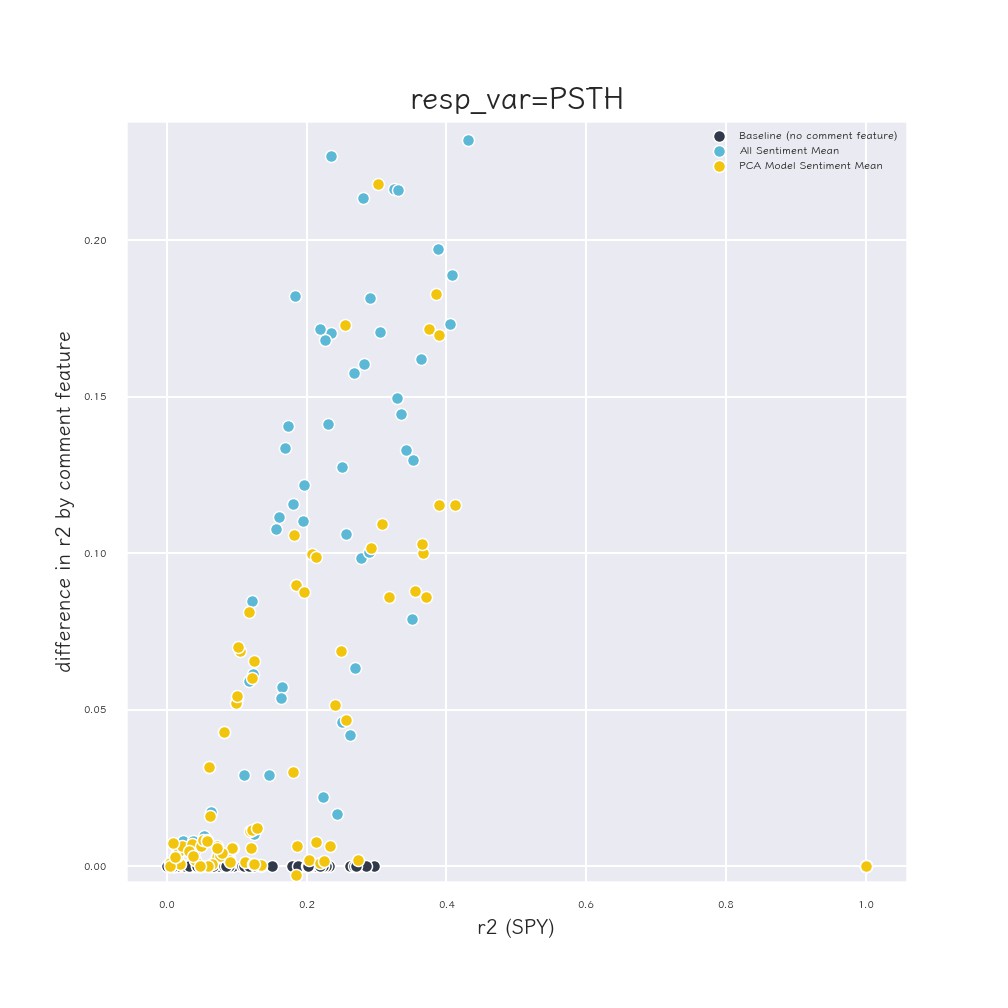 resp_var=PSTH
Baseline (no comment feature)
All Sentiment Mean
PCA Model Sentiment Mean
difference in r2 by comment feature
0.20
0.15
0.10
0.05
0.00
0.0 0.2 0.4 0.6 0.8 1.0
r2 (SPY)